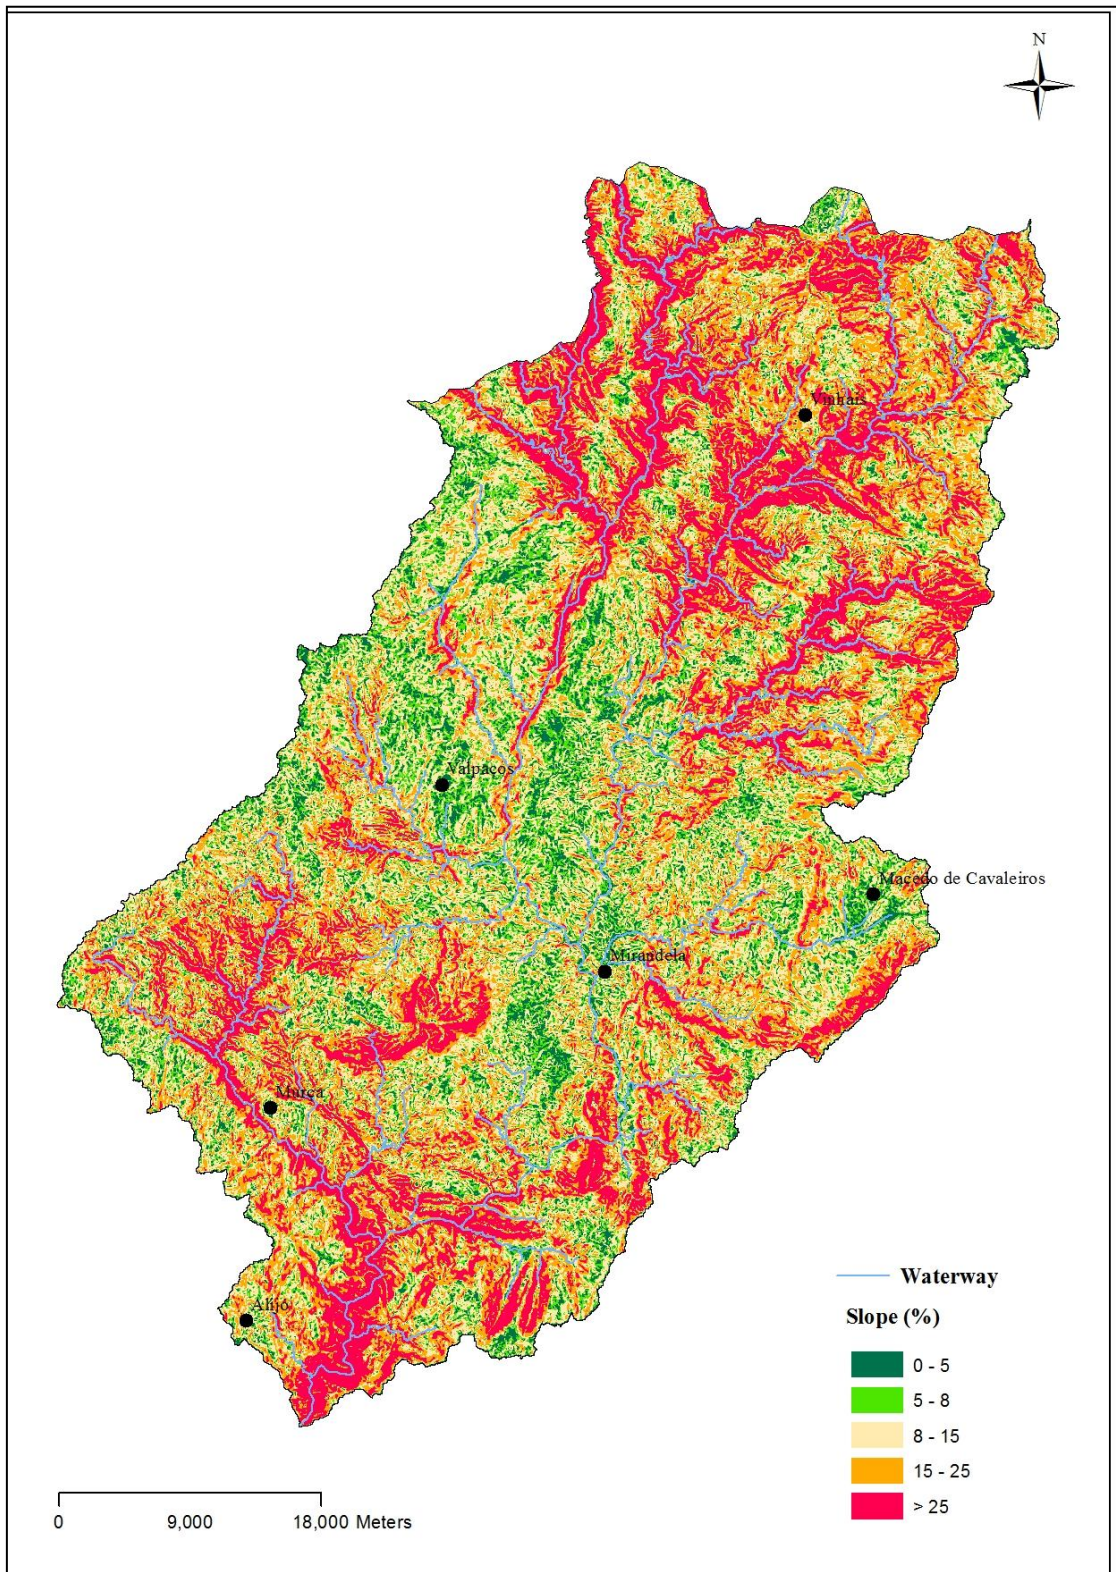 N
Vinhais
Valpaços
Macedo de Cavaleiros
Mirandela
Murça
Alijó
Waterway
Slope (%)
0 - 5
5 - 8
8 - 15
15 - 25
> 25
0 9,000 18,000 Meters